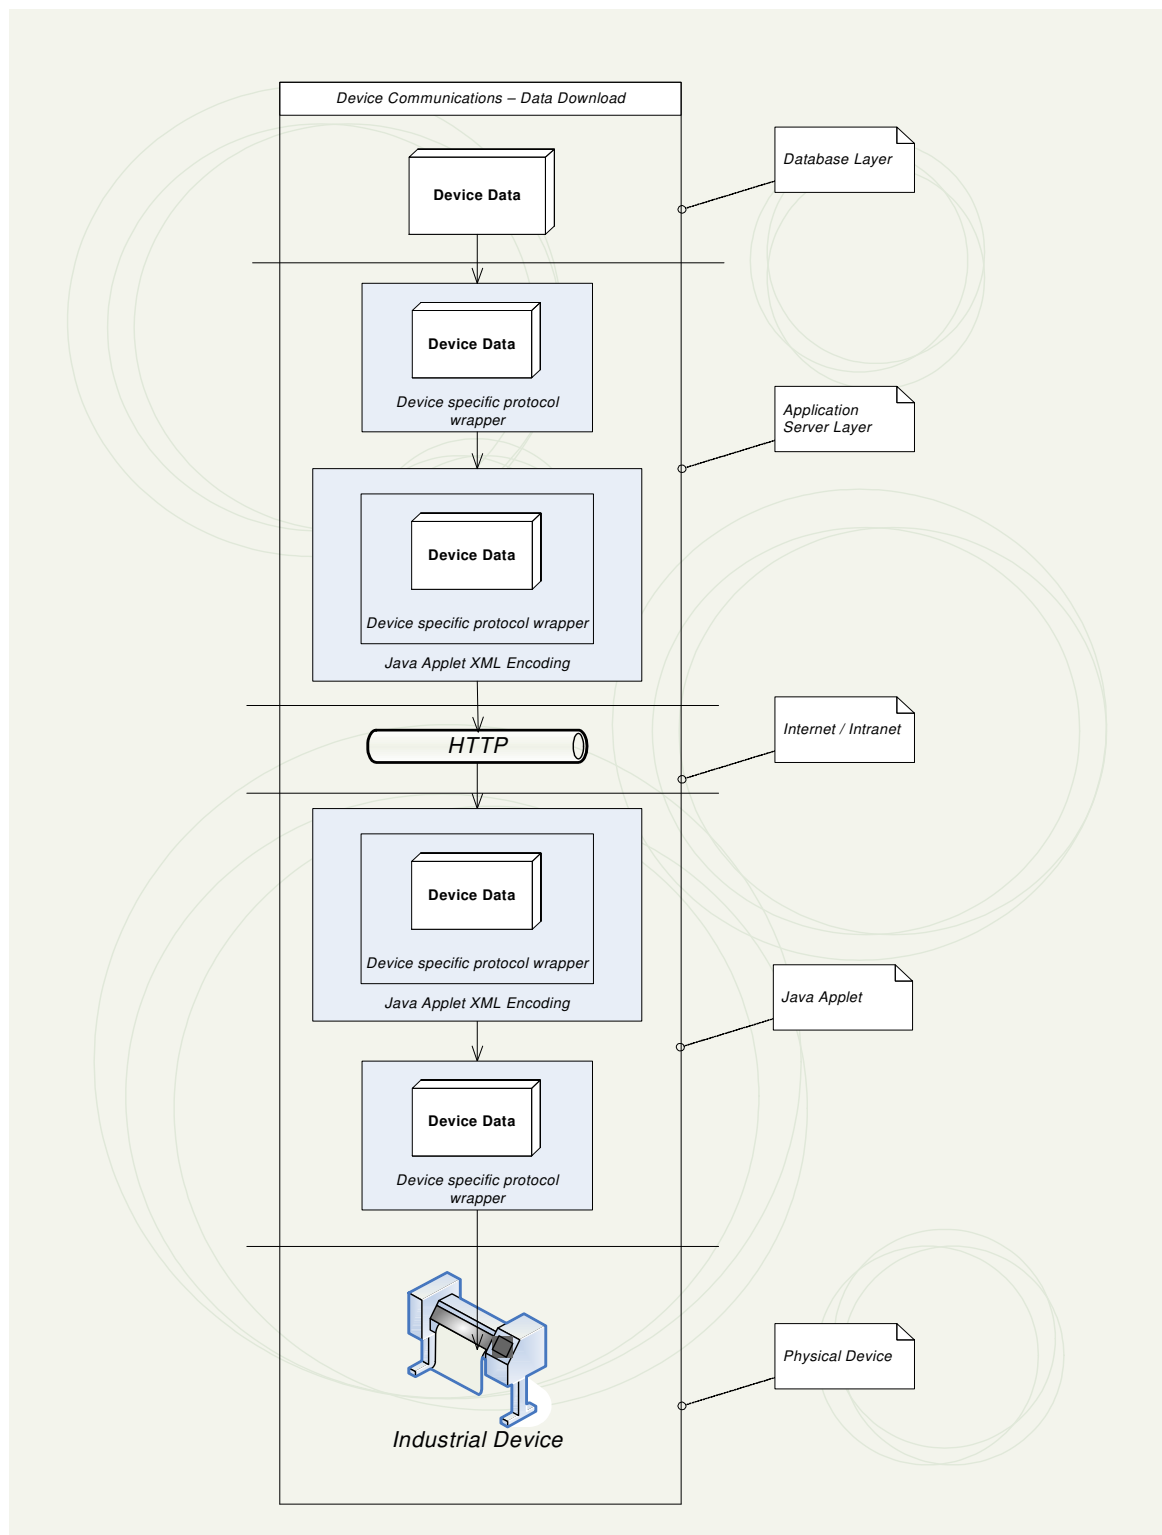 Device Communications – Data Download
Database Layer
Device Data
Device Data
Device specific protocol
wrapper
Application
Server Layer
Device Data
Device specific protocol wrapper
Java Applet XML Encoding
Internet / Intranet
HTTP
Device Data
Device specific protocol wrapper
Java Applet XML Encoding
Java Applet
Device Data
Device specific protocol
wrapper
Physical Device
Industrial Device